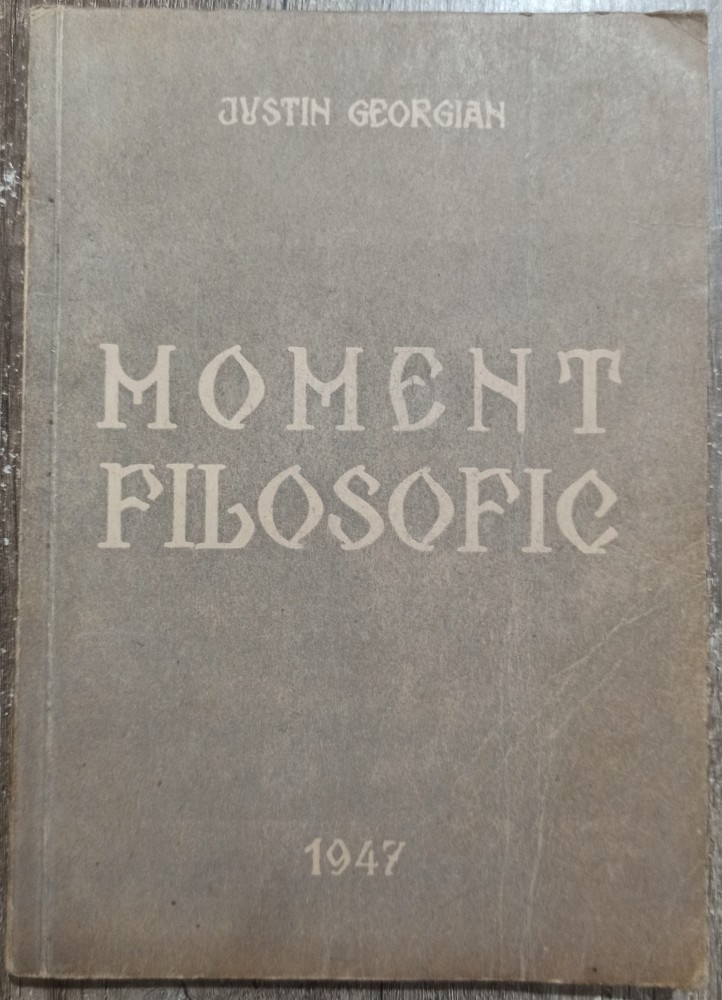 JUSTIN GEORGIAN
MOMENT
FILOSOFIC
1947